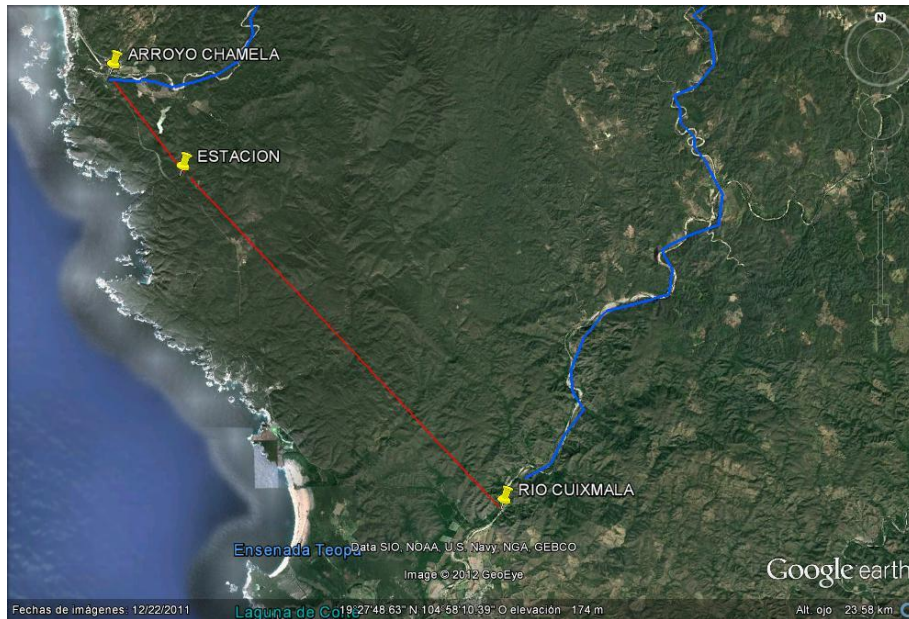 N
ARROYO CHAMELA
ESTACION
RIO CUIXMALA
Ensenada Teopa
Data SIO, NOAA, U.S. Navy, NGA, GEBCO
Image © 2012 GeoEye
Google earth
Fechas de imágenes: 12/22/2011
Laguna de Corte
19°27'48.63" N 104°58'10.39" O elevación 174 m
Alt. ojo 23.58 km